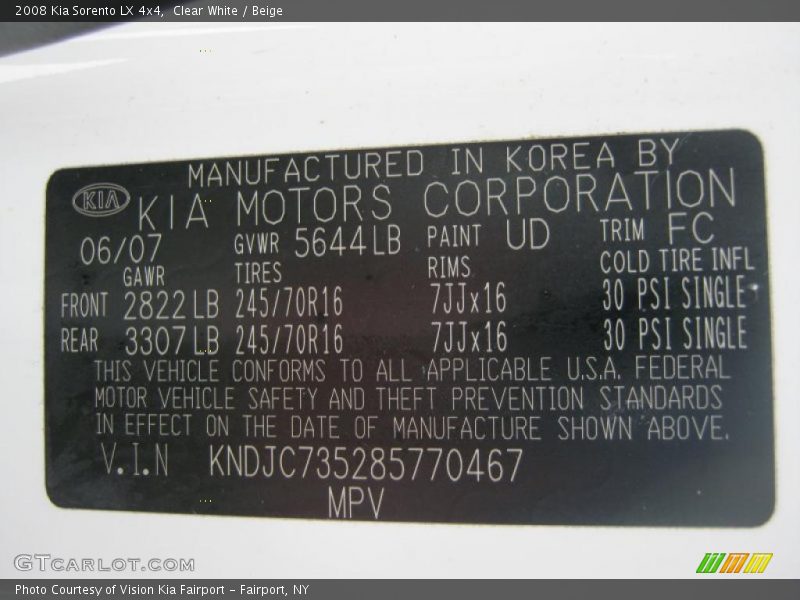 2008 Kia Sorento LX 4x4, Clear White / Beige
MANUFACTURED IN KOREA BY
KIA KIA MOTORS CORPORATION
06/07 GVWR 5644LB PAINT UD TRIM FC
GAWR TIRES RIMS COLD TIRE INFL
FRONT 2822LB 245/70R16 7JJx16 30 PSI SINGLE
REAR 3307LB 245/70R16 7JJx16 30 PSI SINGLE
THIS VEHICLE CONFORMS TO ALL APPLICABLE U.S.A. FEDERAL
MOTOR VEHICLE SAFETY AND THEFT PREVENTION STANDARDS
IN EFFECT ON THE DATE OF MANUFACTURE SHOWN ABOVE.
V.I.N KNDJC735285770467
MPV
GTCARLOT.COM
Photo Courtesy of Vision Kia Fairport - Fairport, NY